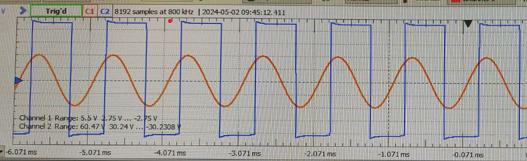 Trig'd C1 C2 8192 samples at 800 kHz | 2024-05-02 09:45:12.411
Channel 1 Range: 5.5 V 2.75 V ... -2.75 V
Channel 2 Range: 60.47 V 30.24 V ... -30.2308 V
-6.071ms -5.071 ms -4.071 ms -3.071 ms -2.071 ms -1.071 ms -0.071 ms